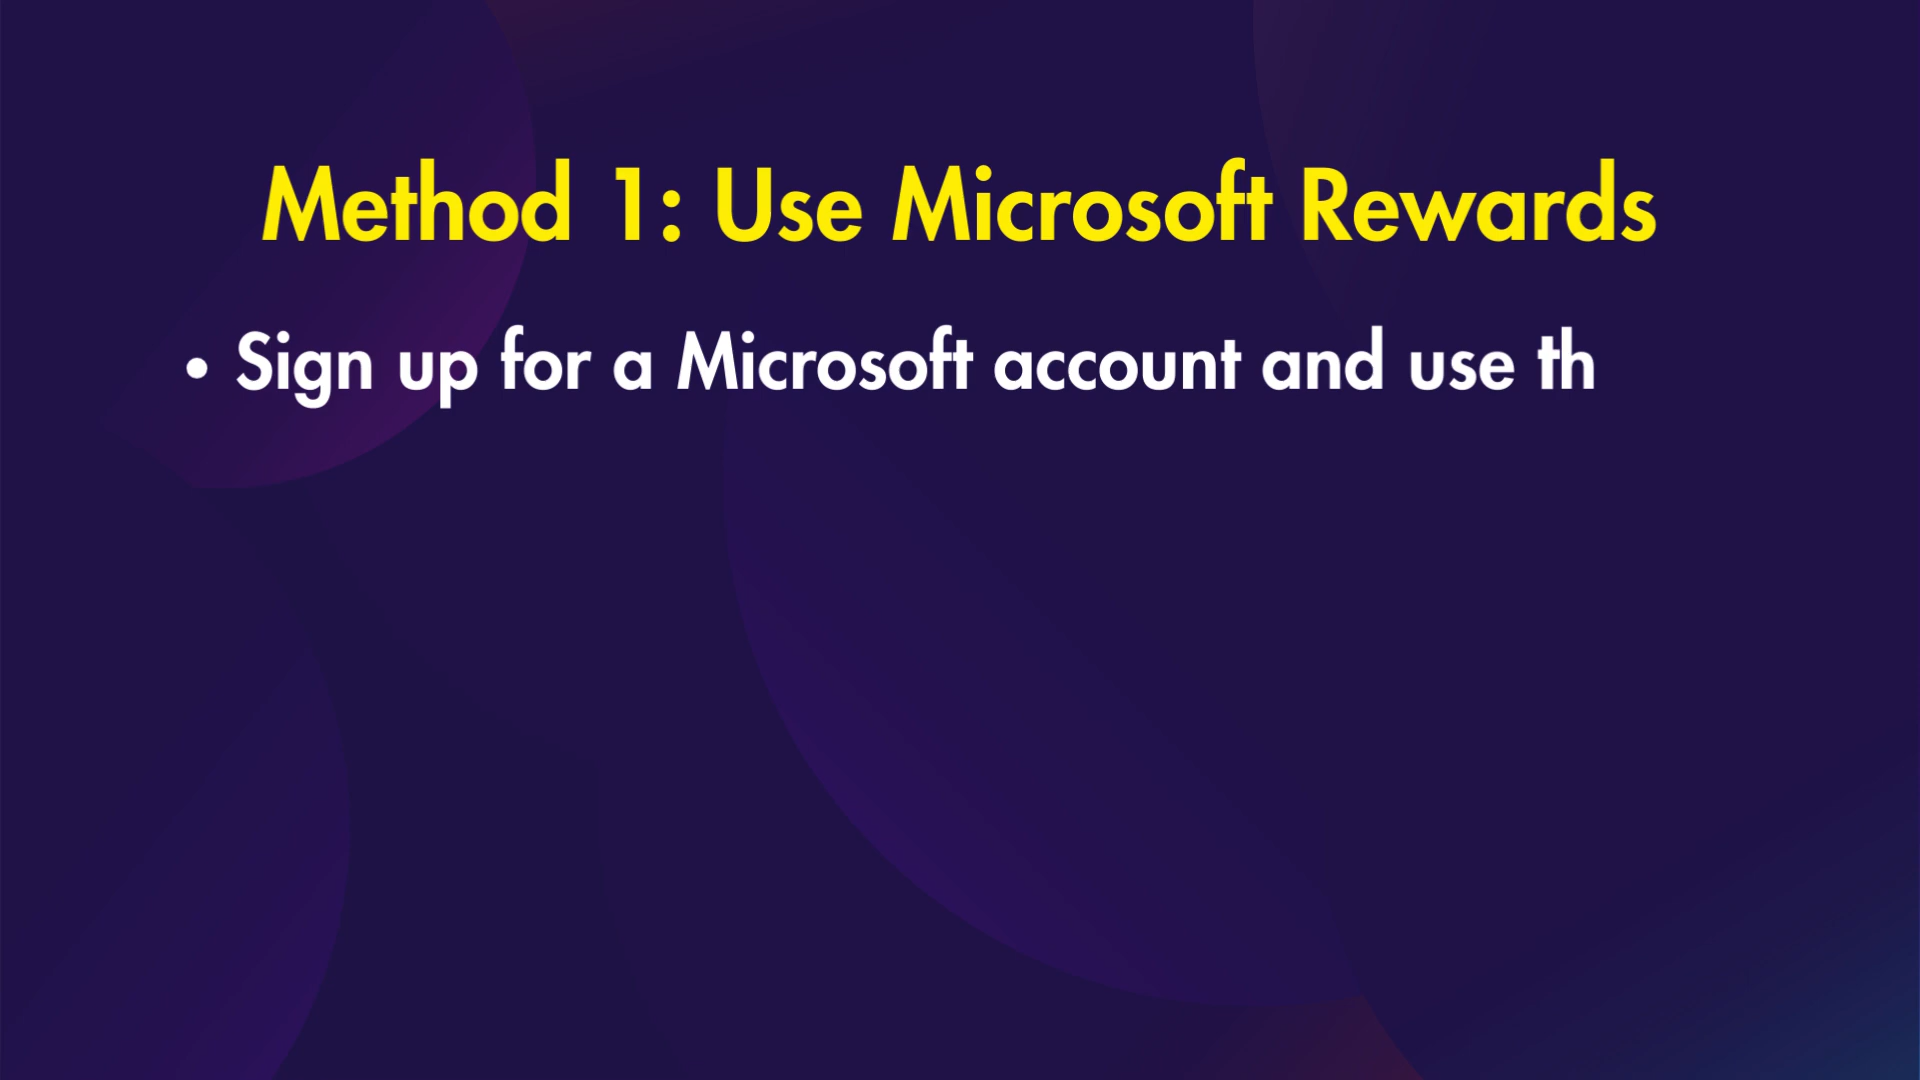 Method 1: Use Microsoft Rewards
• Sign up for a Microsoft account and use th